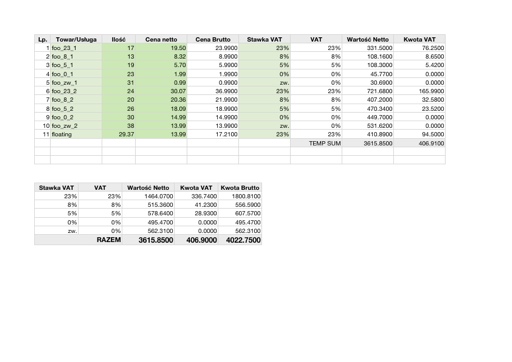 Lp. Towar/Usługa Ilość Cena netto Cena Brutto Stawka VAT VAT Wartość Netto Kwota VAT
1 foo_23_1 17 19.50 23.9900 23% 23% 331.5000 76.2500
2 foo_8_1 13 8.32 8.9900 8% 8% 108.1600 8.6500
3 foo_5_1 19 5.70 5.9900 5% 5% 108.3000 5.4200
4 foo_0_1 23 1.99 1.9900 0% 0% 45.7700 0.0000
5 foo_zw_1 31 0.99 0.9900 zw. 0% 30.6900 0.0000
6 foo_23_2 24 30.07 36.9900 23% 23% 721.6800 165.9900
7 foo_8_2 20 20.36 21.9900 8% 8% 407.2000 32.5800
8 foo_5_2 26 18.09 18.9900 5% 5% 470.3400 23.5200
9 foo_0_2 30 14.99 14.9900 0% 0% 449.7000 0.0000
10 foo_zw_2 38 13.99 13.9900 zw. 0% 531.6200 0.0000
11 floating 29.37 13.99 17.2100 23% 23% 410.8900 94.5000
TEMP SUM 3615.8500 406.9100
Stawka VAT VAT Wartość Netto Kwota VAT Kwota Brutto
23% 23% 1464.0700 336.7400 1800.8100
8% 8% 515.3600 41.2300 556.5900
5% 5% 578.6400 28.9300 607.5700
0% 0% 495.4700 0.0000 495.4700
zw. 0% 562.3100 0.0000 562.3100
RAZEM 3615.8500 406.9000 4022.7500